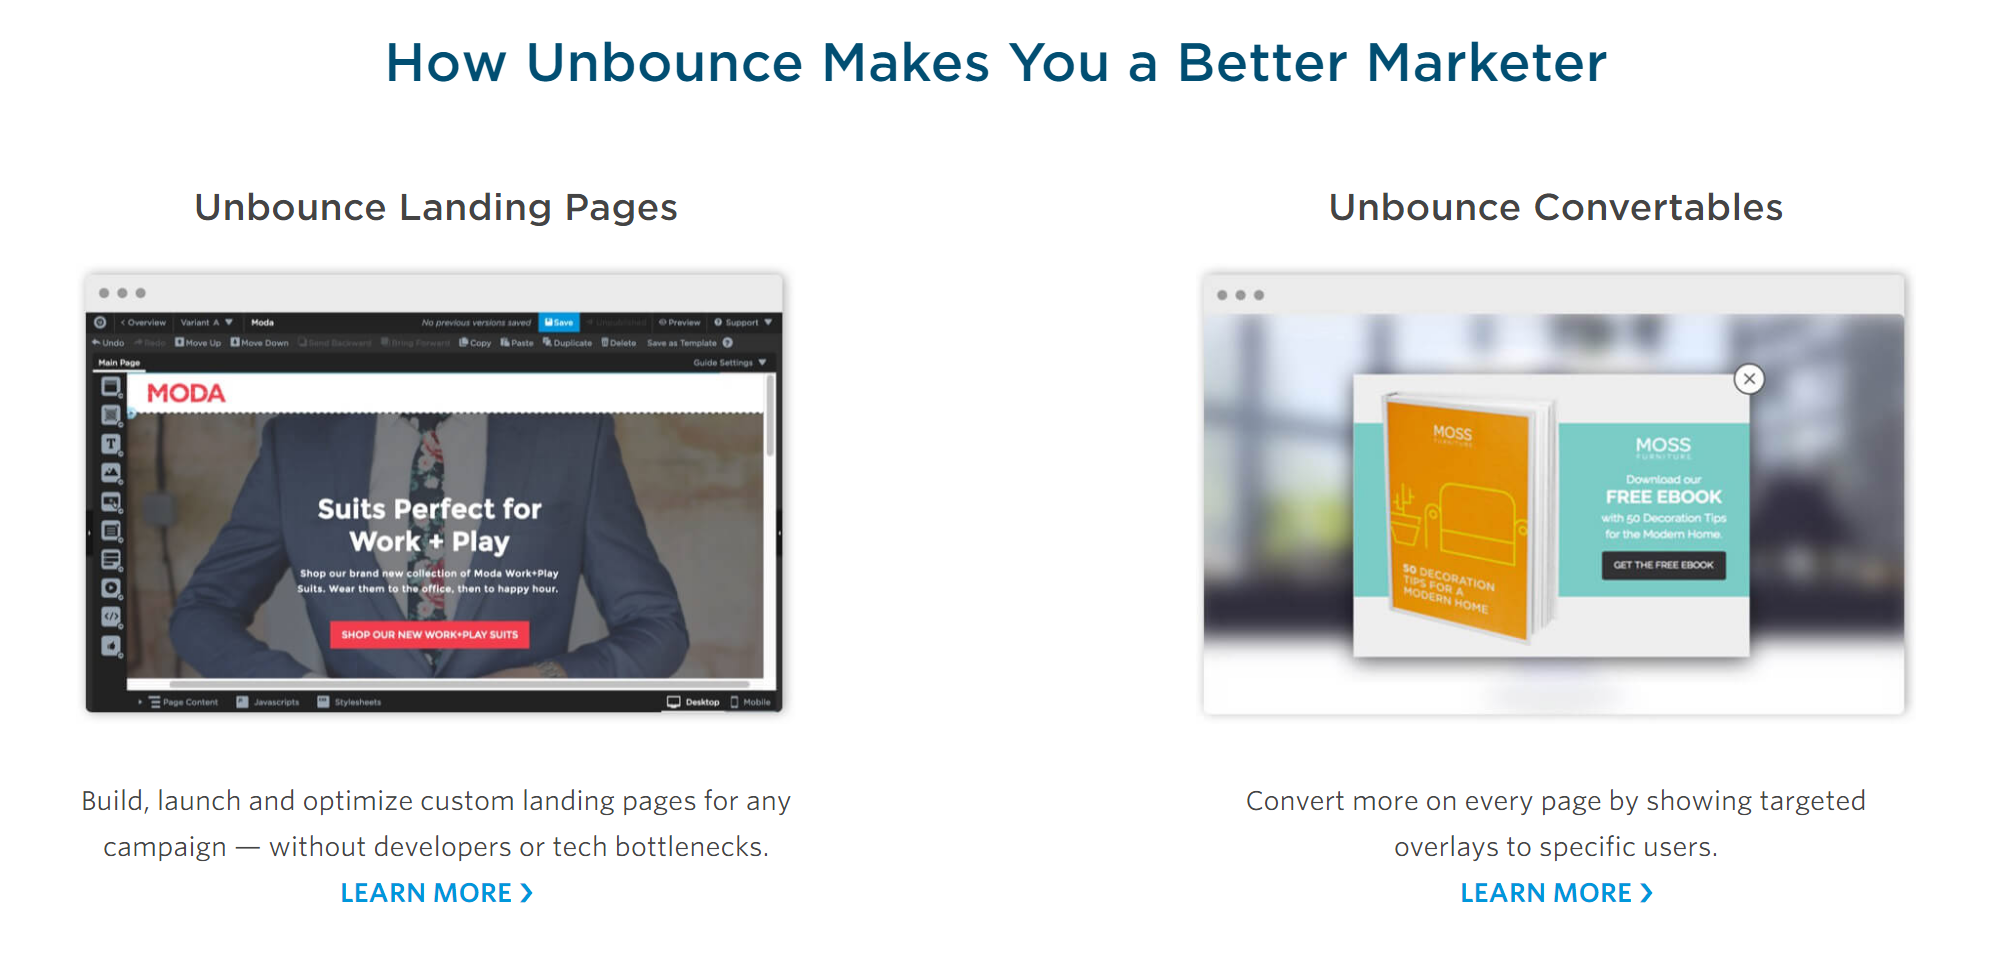 How Unbounce Makes You a Better Marketer
Unbounce Landing Pages
< Overview Variant A Moda No previous versions saved Save Unpublished Preview Support
Undo Redo Move Up Move Down Send Backward Bring Forward Copy Paste Duplicate Delete Save as Template
Main Page Guide Settings
MODA
Suits Perfect for
Work + Play
Shop our brand new collection of Moda Work+Play
Suits. Wear them to the office, then to happy hour.
SHOP OUR NEW WORK+PLAY SUITS
Page Content Javascripts Stylesheets Desktop Mobile
Build, launch and optimize custom landing pages for any
campaign — without developers or tech bottlenecks.
LEARN MORE ❯
Unbounce Convertables
MOSS
FURNITURE
50 DECORATION
TIPS FOR A
MODERN HOME
MOSS
FURNITURE
Download our
FREE EBOOK
with 50 Decoration Tips
for the Modern Home.
GET THE FREE EBOOK
Convert more on every page by showing targeted
overlays to specific users.
LEARN MORE ❯